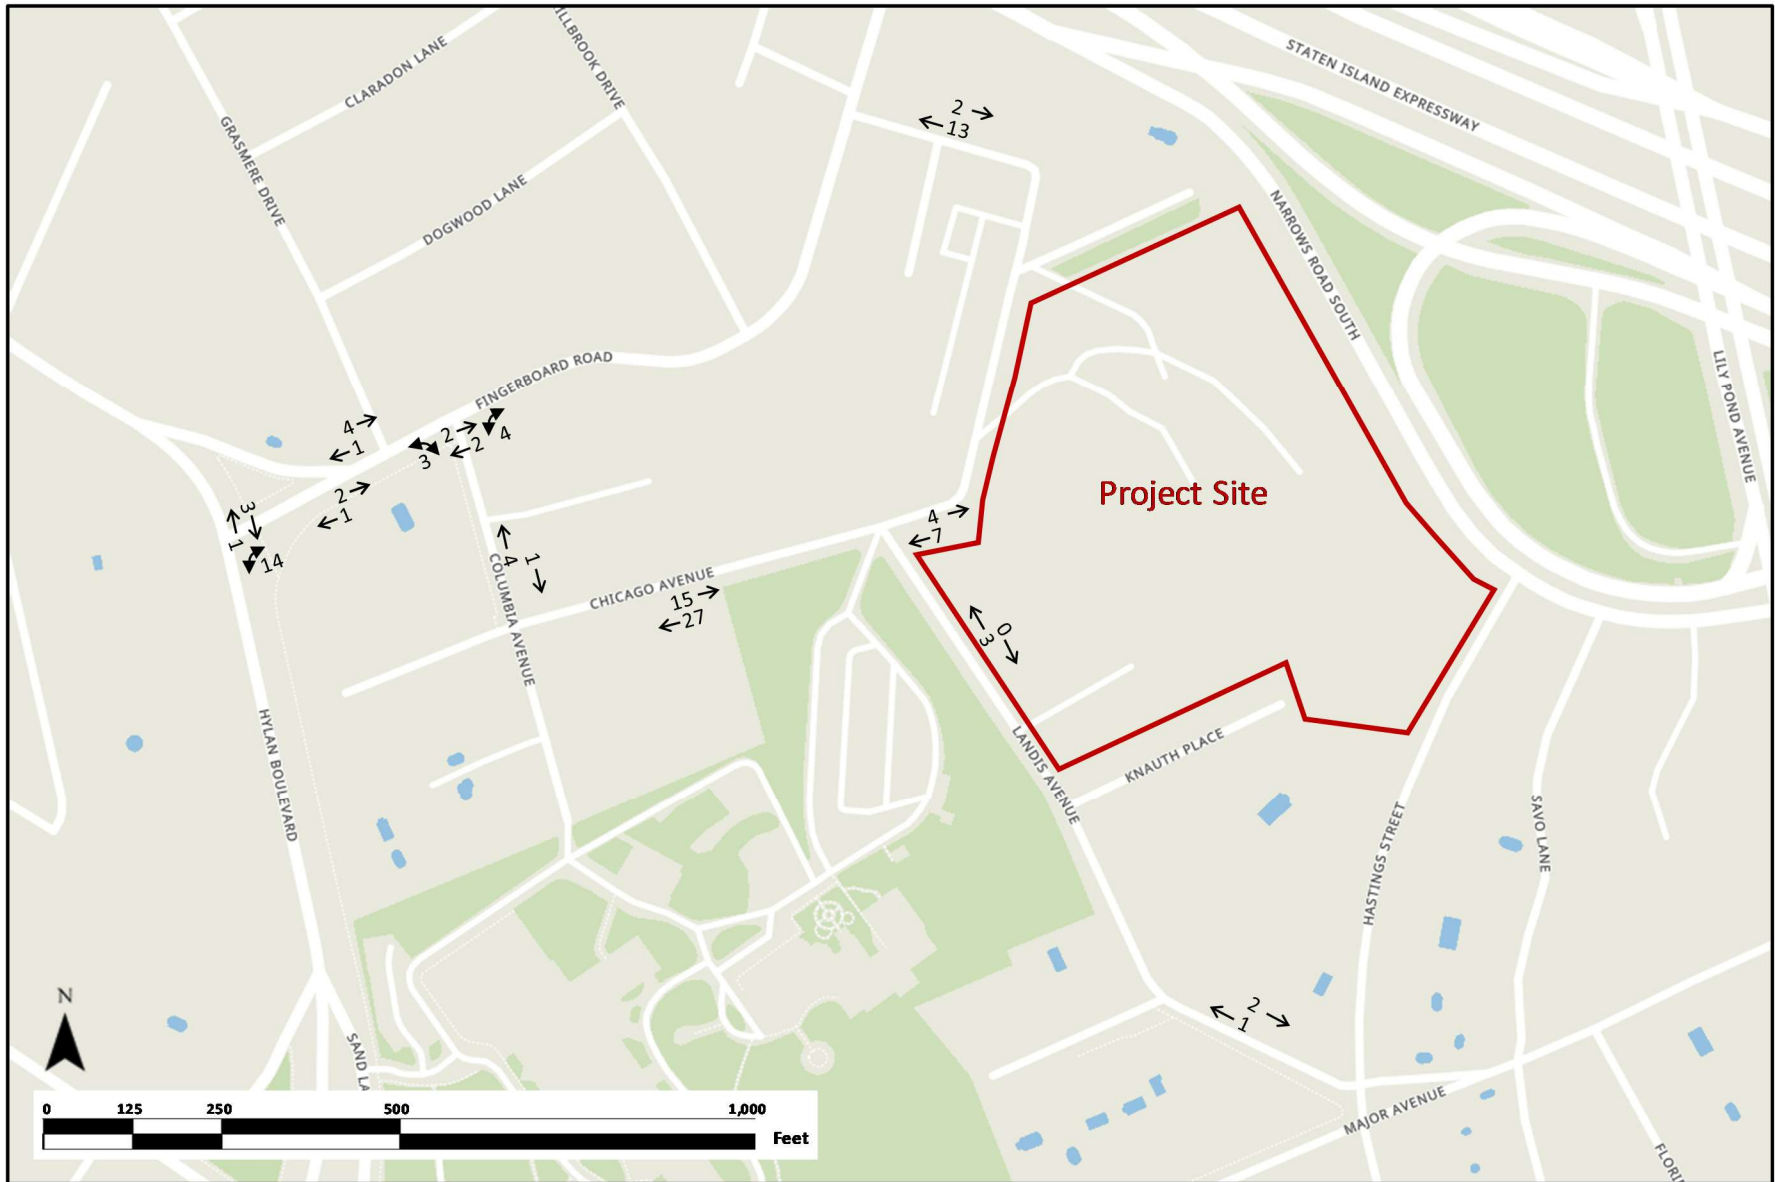 ILLBROOK DRIVE
CLARADON LANE
STATEN ISLAND EXPRESSWAY
2
13
GRASMERE DRIVE
DOGWOOD LANE
NARROWS ROAD SOUTH
FINGERBOARD ROAD
LILY POND AVENUE
4
1
2
2
4
3
2
1
Project Site
3
1
14
4
7
1
4
COLUMBIA AVENUE
CHICAGO AVENUE
15
27
0
3
HYLAN BOULEVARD
LANDIS AVENUE
KNAUTH PLACE
HASTINGS STREET
SAVO LANE
N
2
1
SAND LA
MAJOR AVENUE
FLORI
0 125 250 500 1,000
Feet